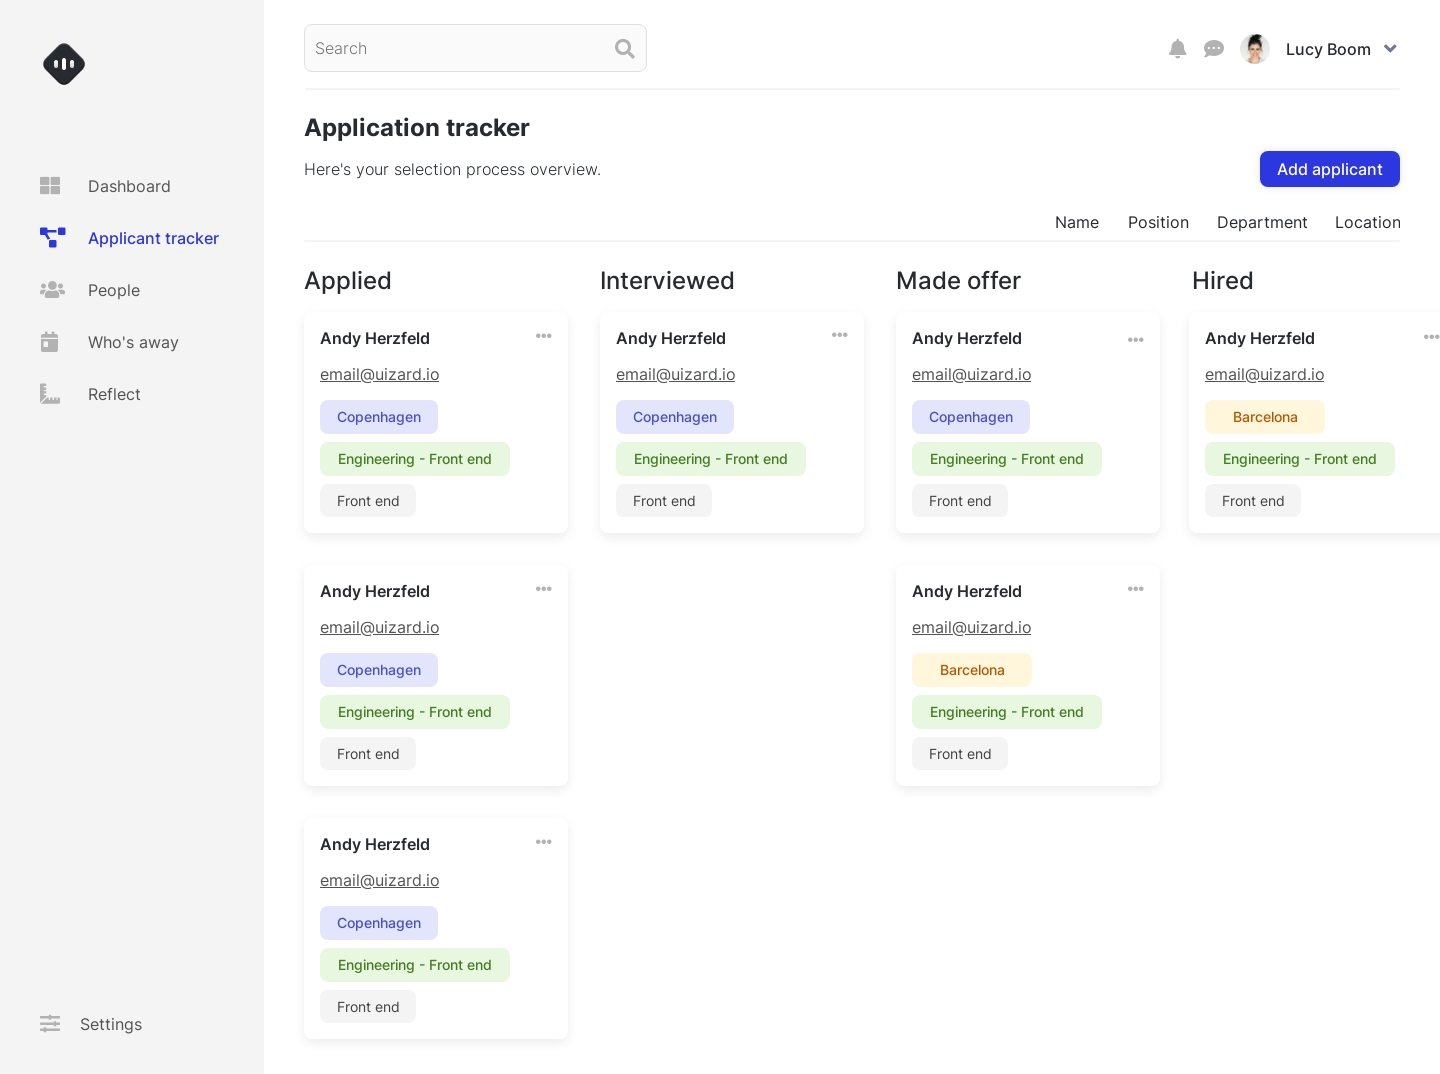 Search
Lucy Boom
Dashboard
Applicant tracker
People
Who's away
Reflect
Settings
Application tracker
Here's your selection process overview.
Add applicant
Name Position Department Location
Applied
Andy Herzfeld
email@uizard.io
Copenhagen
Engineering - Front end
Front end
Andy Herzfeld
email@uizard.io
Copenhagen
Engineering - Front end
Front end
Andy Herzfeld
email@uizard.io
Copenhagen
Engineering - Front end
Front end
Interviewed
Andy Herzfeld
email@uizard.io
Copenhagen
Engineering - Front end
Front end
Made offer
Andy Herzfeld
email@uizard.io
Copenhagen
Engineering - Front end
Front end
Andy Herzfeld
email@uizard.io
Barcelona
Engineering - Front end
Front end
Hired
Andy Herzfeld
email@uizard.io
Barcelona
Engineering - Front end
Front end